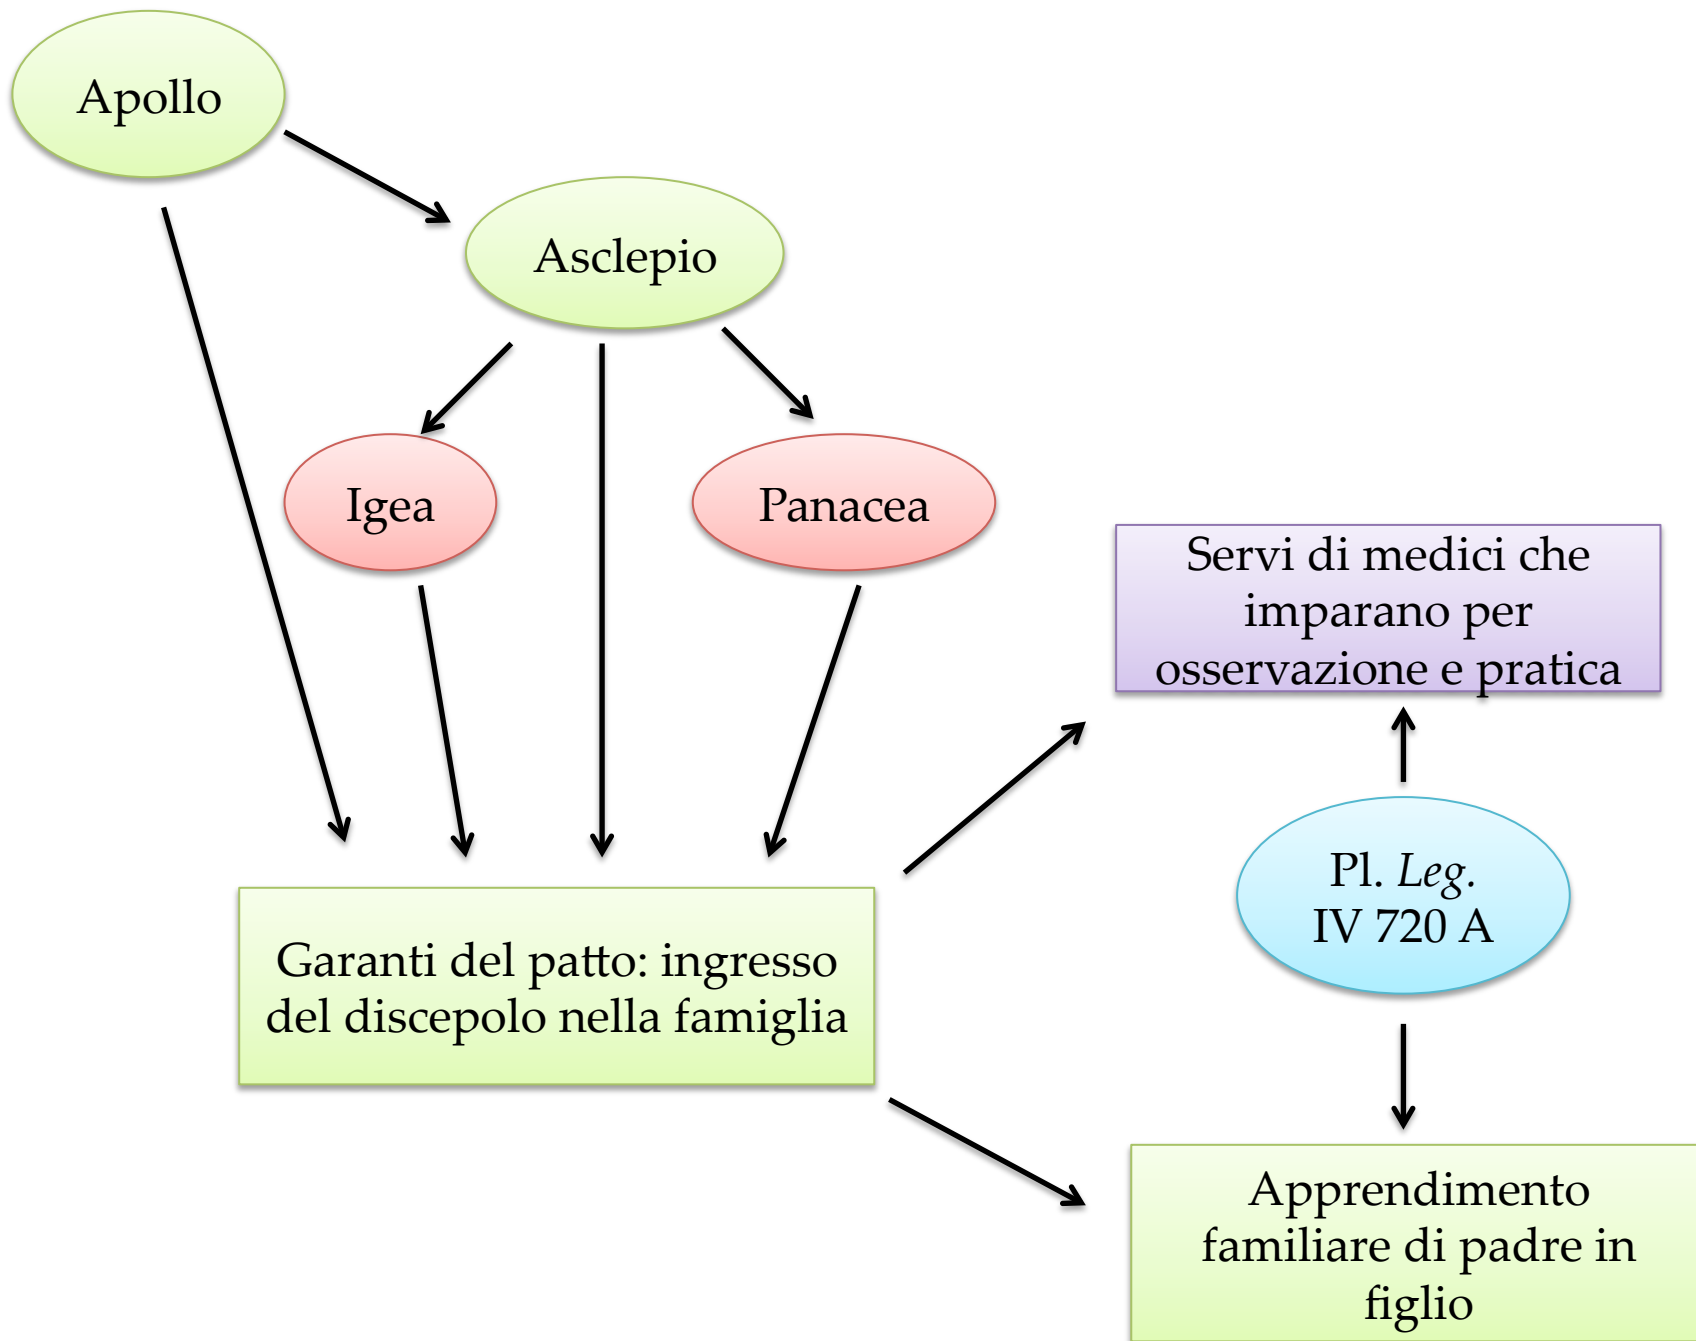 Apollo
Asclepio
Igea
Panacea
Servi di medici che
imparano per
osservazione e pratica
Pl. Leg.
IV 720 A
Garanti del patto: ingresso
del discepolo nella famiglia
Apprendimento
familiare di padre in
figlio